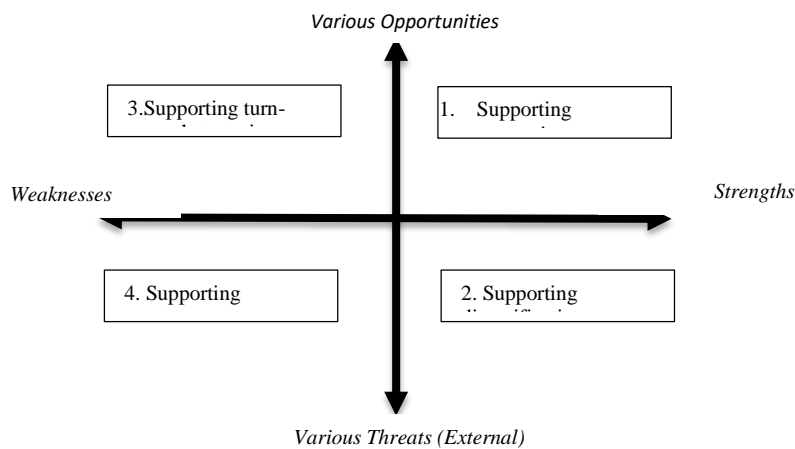 Various Opportunities
3.Supporting turn-
1. Supporting
Weaknesses
Strengths
4. Supporting
2. Supporting
Various Threats (External)